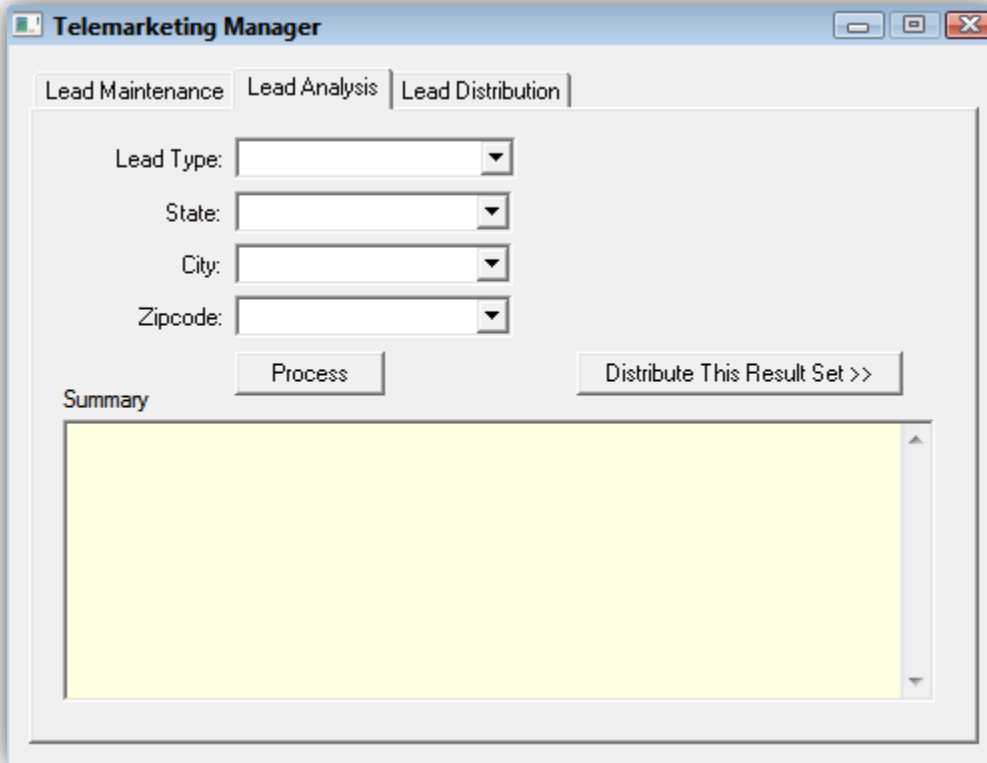 Telemarketing Manager
Lead Maintenance Lead Analysis Lead Distribution
Lead Type:
State:
City:
Zipcode:
Process Distribute This Result Set >>
Summary